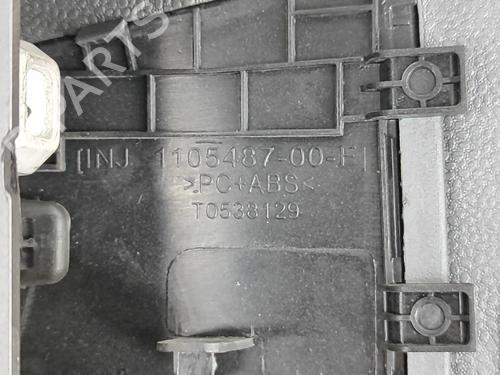 PARTS
[INJ 1105487-00-F]
>PC+ABS<
T0538129